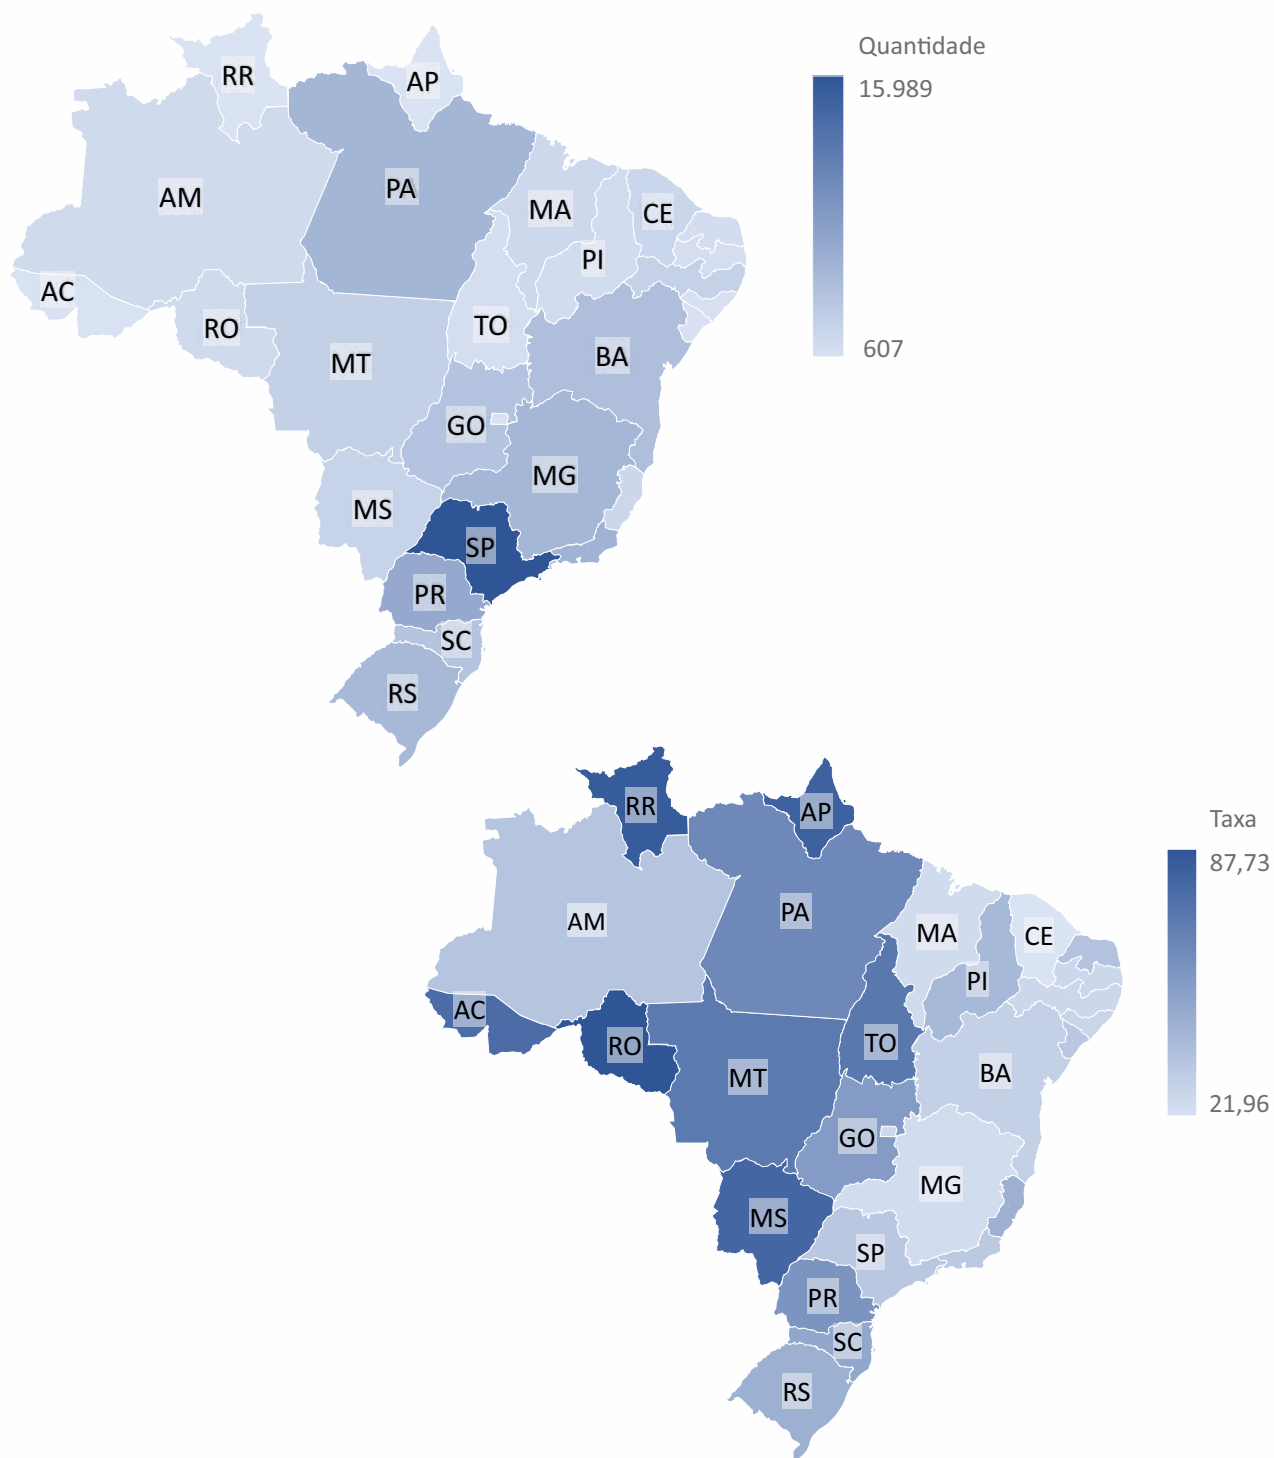 Quantidade
15.989
607
RR
AP
AM
PA
MA
CE
PI
AC
RO
TO
MT
BA
GO
MG
MS
SP
PR
SC
RS
Taxa
87,73
21,96
RR
AP
AM
PA
MA
CE
PI
AC
RO
TO
MT
BA
GO
MG
MS
SP
PR
SC
RS